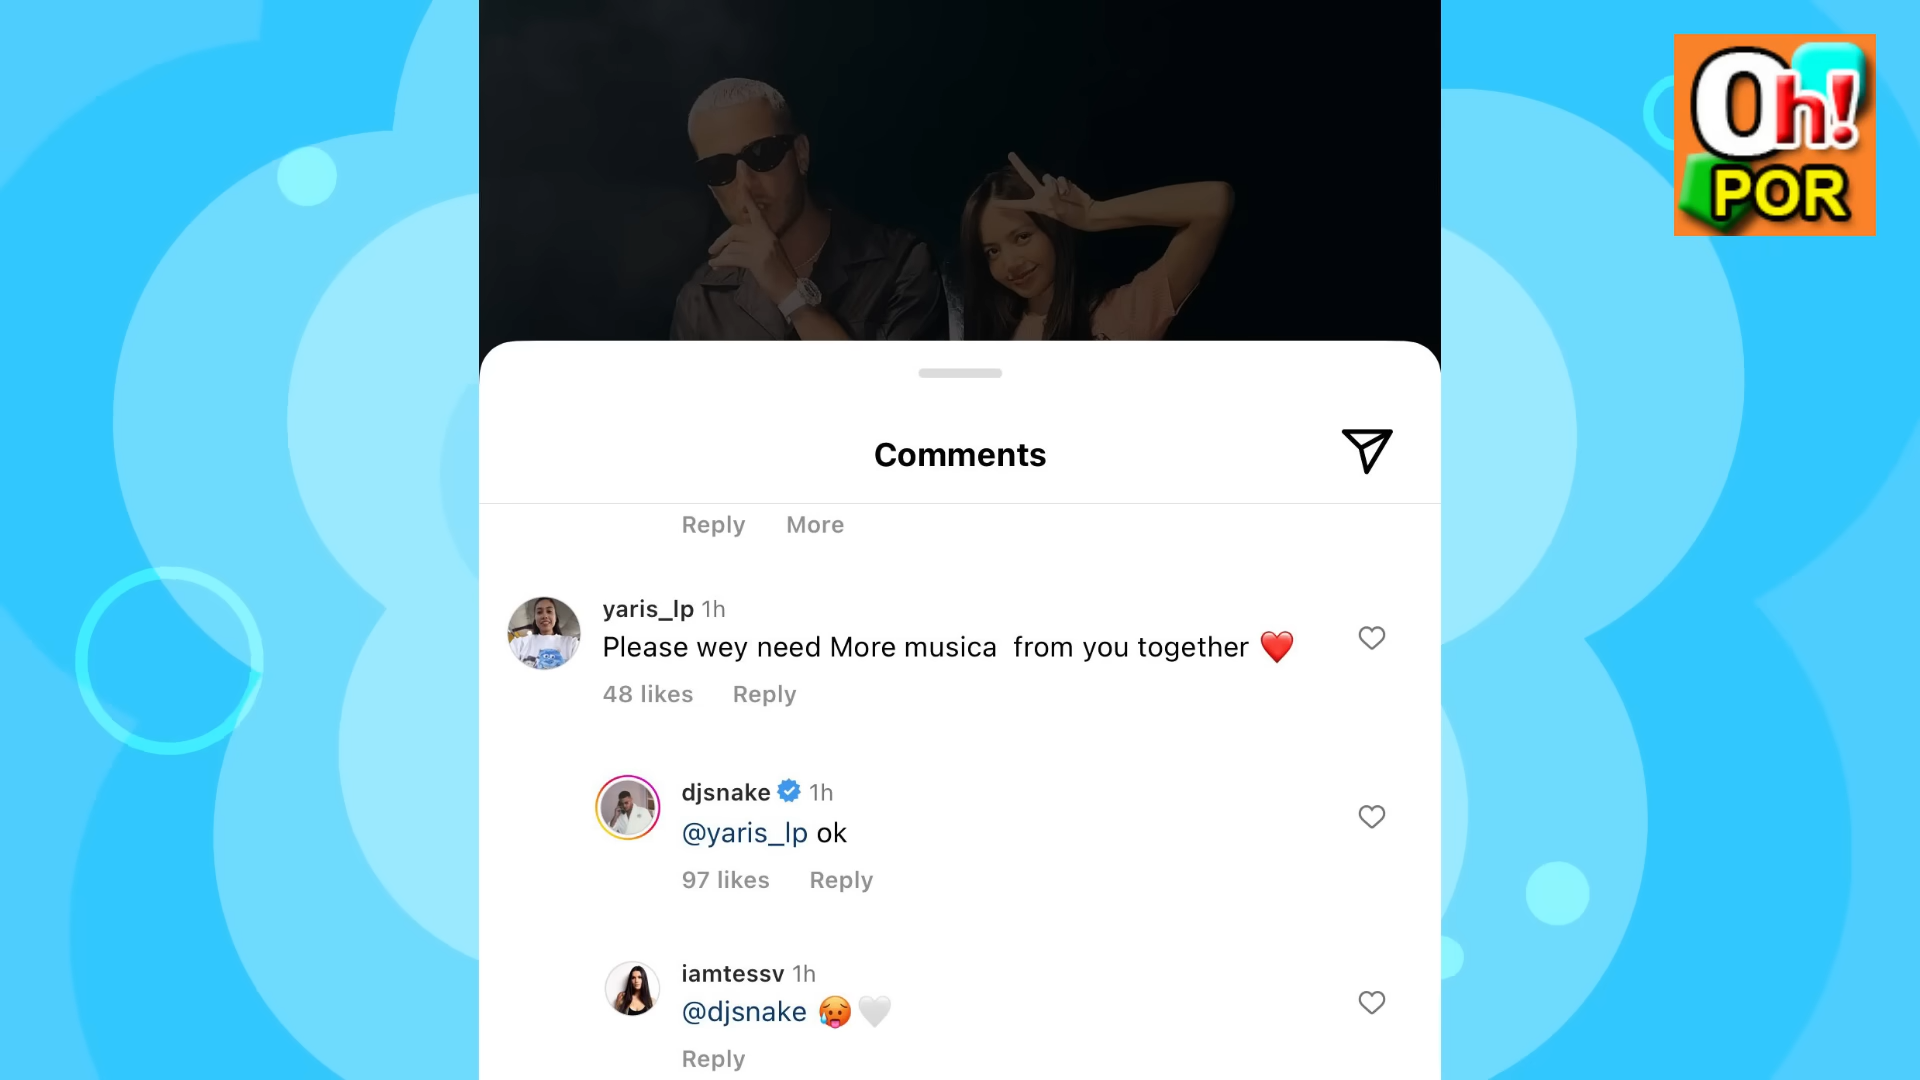 Oh!
POR
Comments
Reply More
yaris_lp 1h
Please wey need More musica from you together ❤️
48 likes Reply
djsnake 1h
@yaris_lp ok
97 likes Reply
iamtessv 1h
@djsnake 🥵🤍
Reply